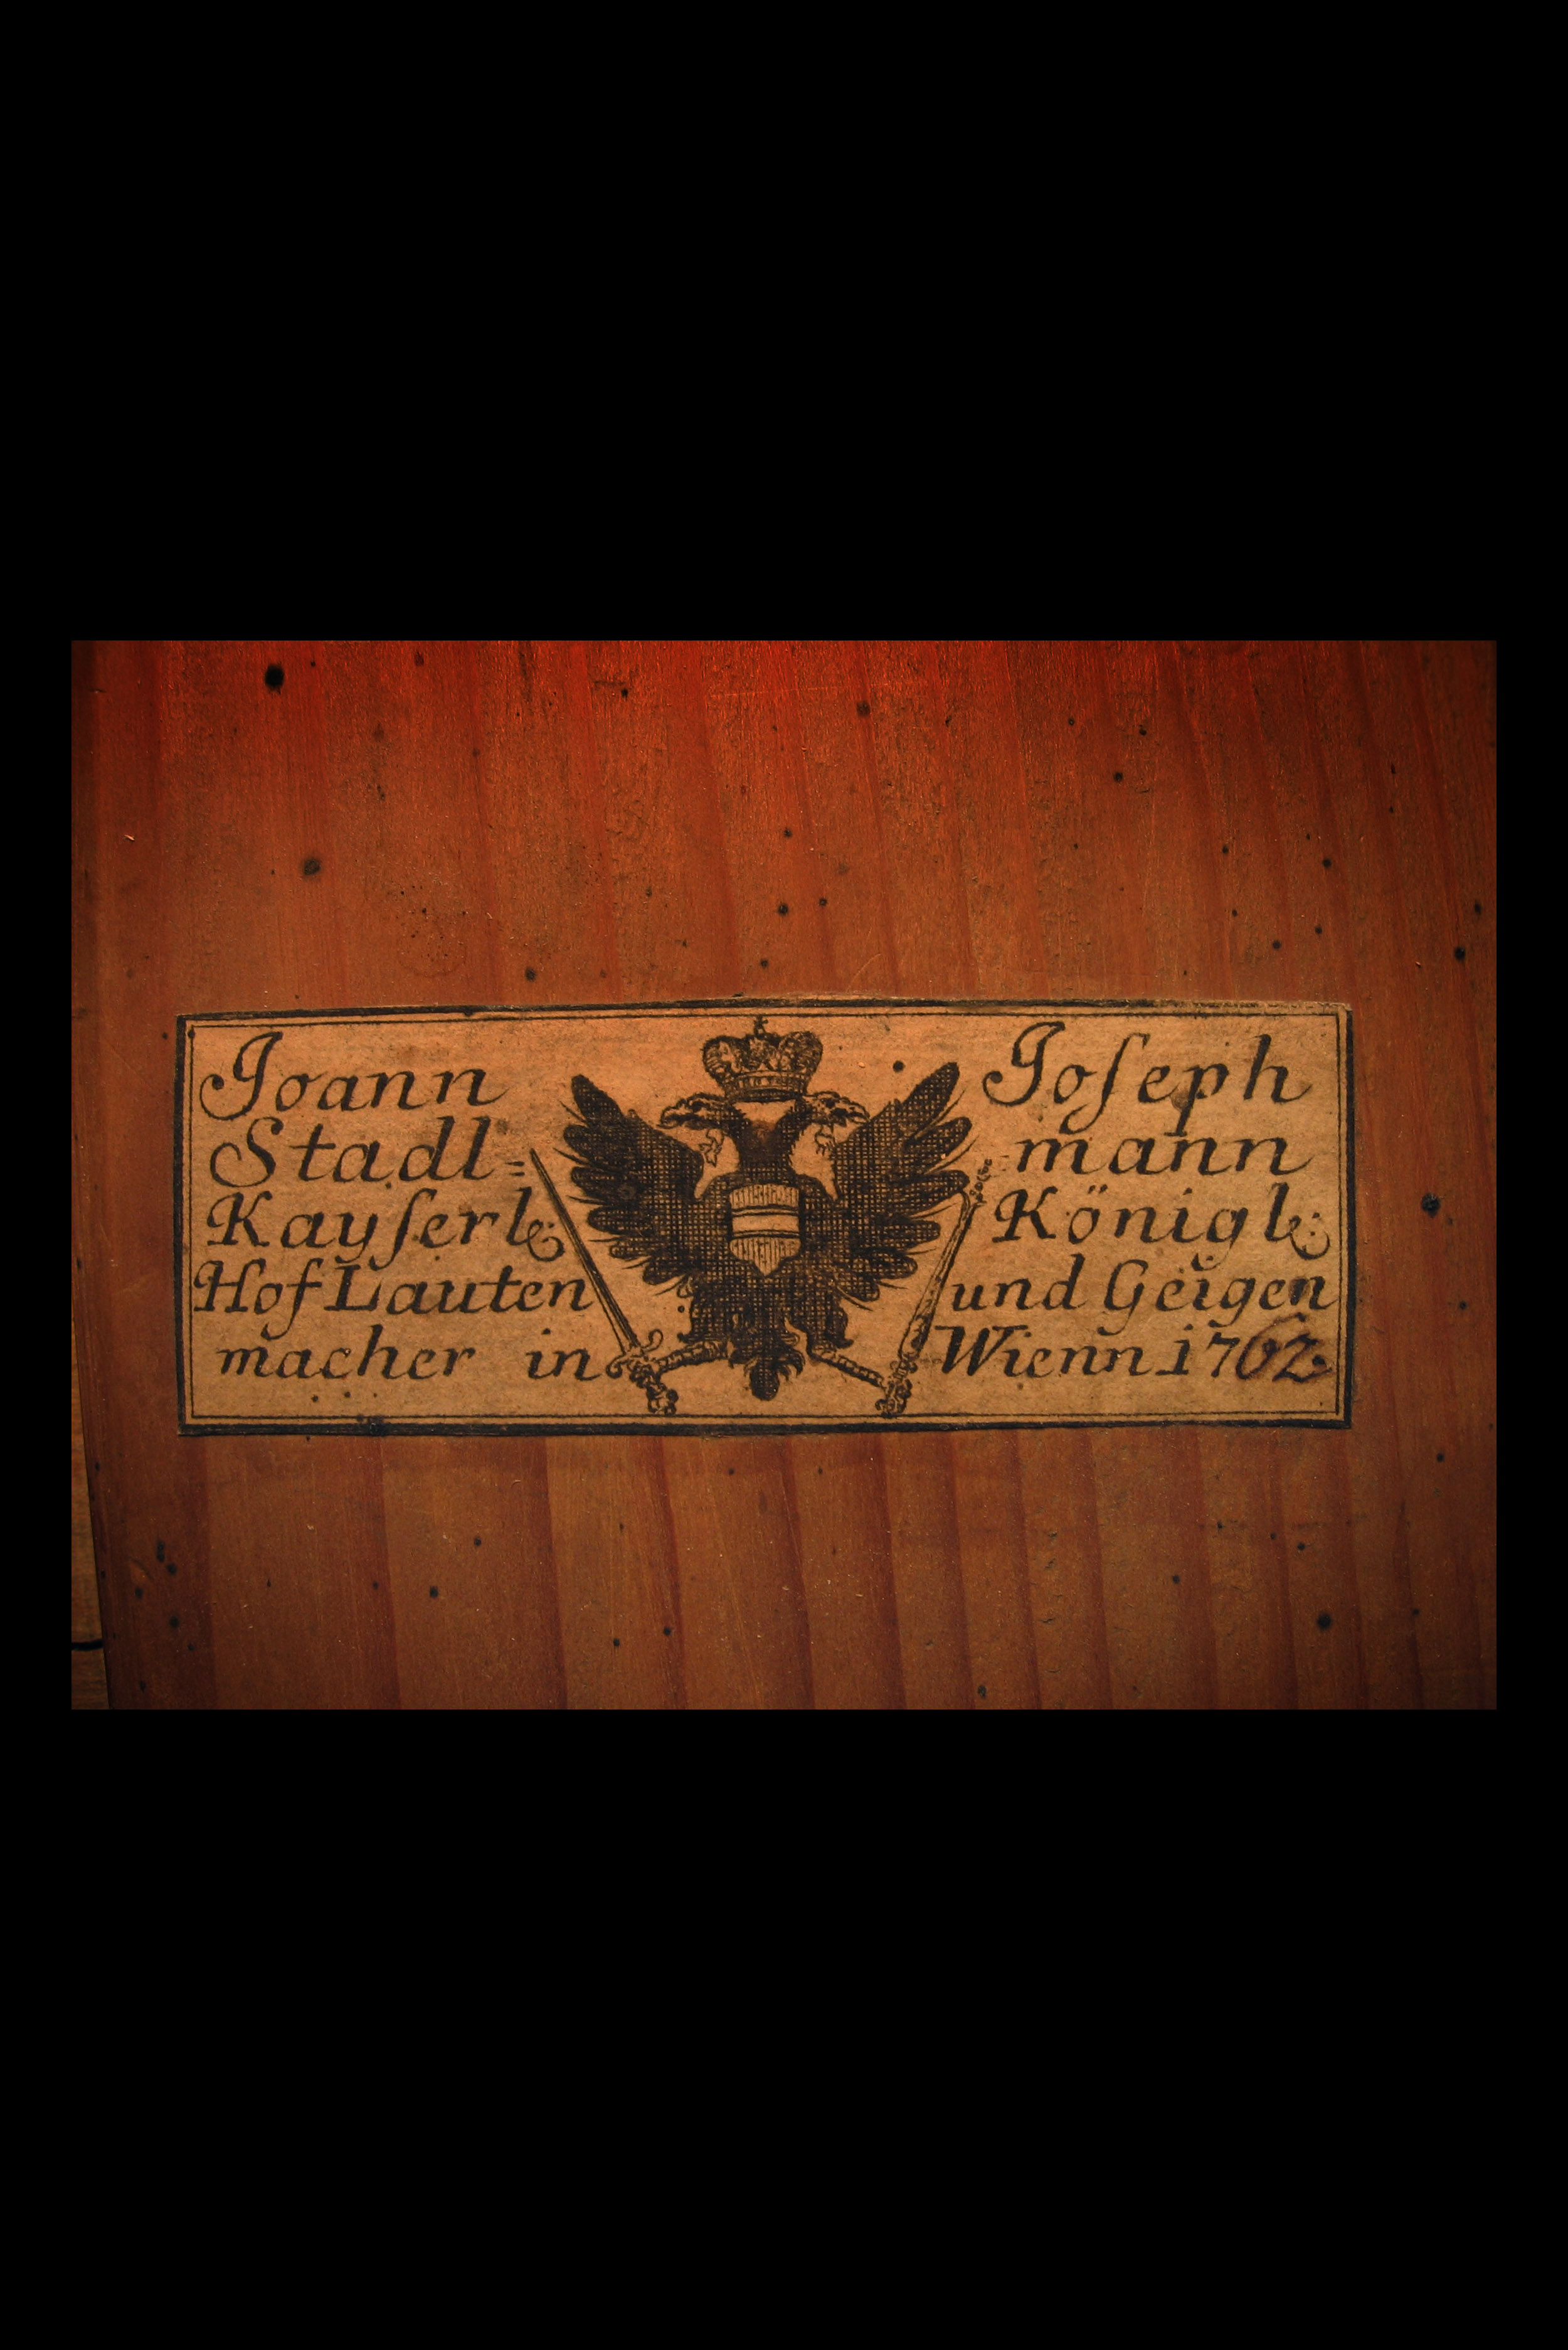 Joann Joſeph
Stadl= mann
Kayſerl: Königl:
Hof Lauten und Geigen
macher in Wienn 1762.